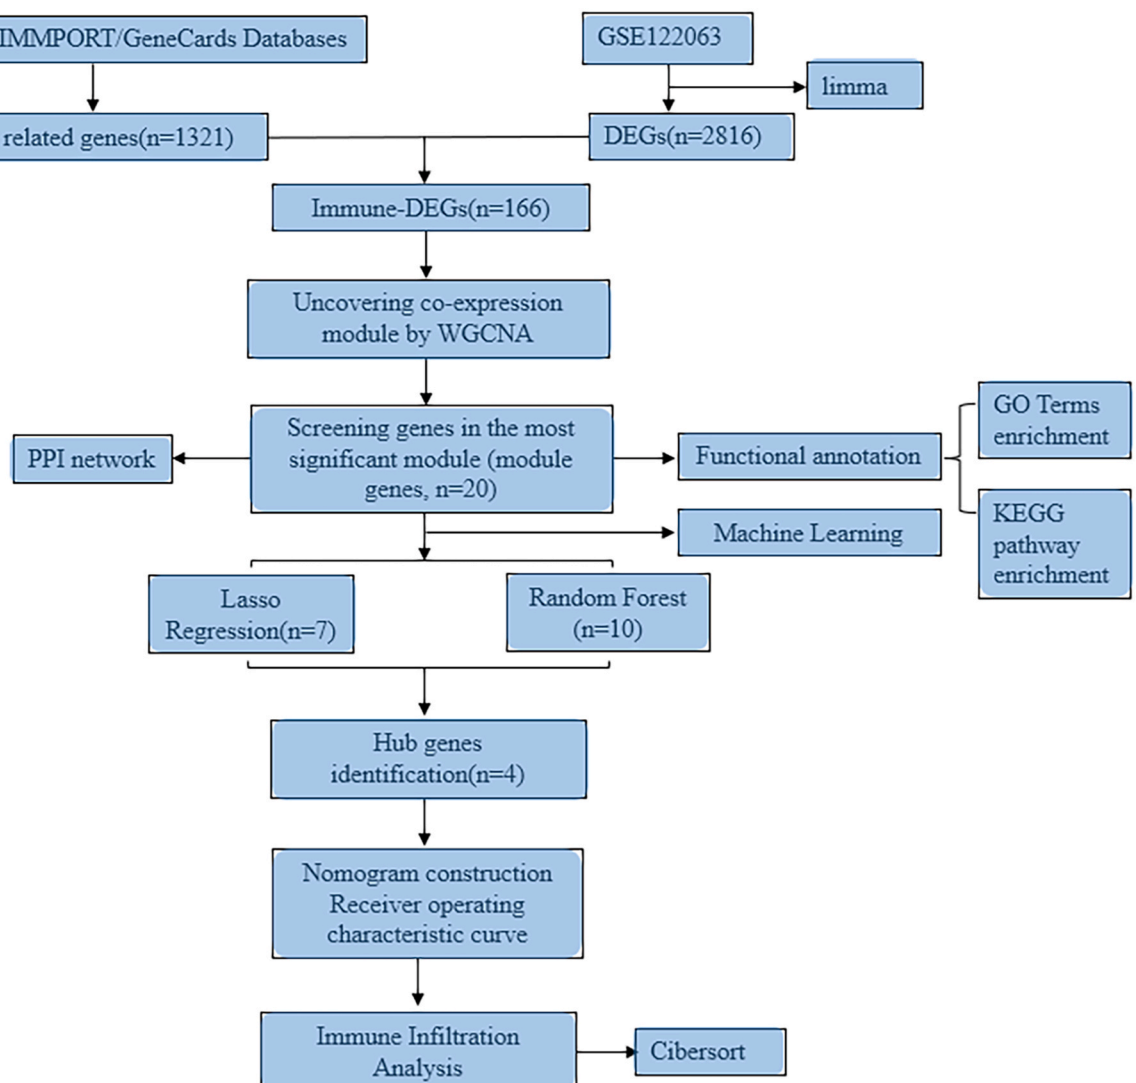 IMMPORT/GeneCards Databases
GSE122063
limma
related genes(n=1321)
DEGs(n=2816)
Immune-DEGs(n=166)
Uncovering co-expression
module by WGCNA
Screening genes in the most
significant module (module
genes, n=20)
PPI network
Functional annotation
GO Terms
enrichment
KEGG
pathway
enrichment
Machine Learning
Lasso
Regression(n=7)
Random Forest
(n=10)
Hub genes
identification(n=4)
Nomogram construction
Receiver operating
characteristic curve
Immune Infiltration
Analysis
Cibersort